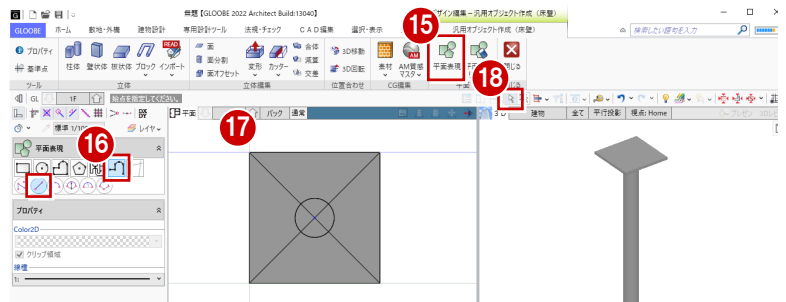 無題【GLOOBE 2022 Architect Build:13040】
ザイン編集－汎用オブジェクト作成（床壁）
GLOOBE ホーム 敷地・外構 建物設計 専用設計ツール 法規・チェック CAD編集 選択・表示 汎用オブジェクト作成（床壁） 検索したい語句を入力
15
プロパティ
基準点
ツール
柱体 壁状体 板状体 ブロック インポート
READ
立体
面
面分割
面オフセット
変形 カッター
合体
減算
交差
立体編集
3D移動
3D回転
位置合わせ
素材 AM質感マスタ
CG編集
平面表現
閉じる
18
GL 1F 始点を指定してください。
標準 1/100 レイヤ
平面 バック 通常
17
3D 建物 全て 平行投影 視点: Home
16
平面表現
プロパティ
Color2D
クリップ領域
線種
1: